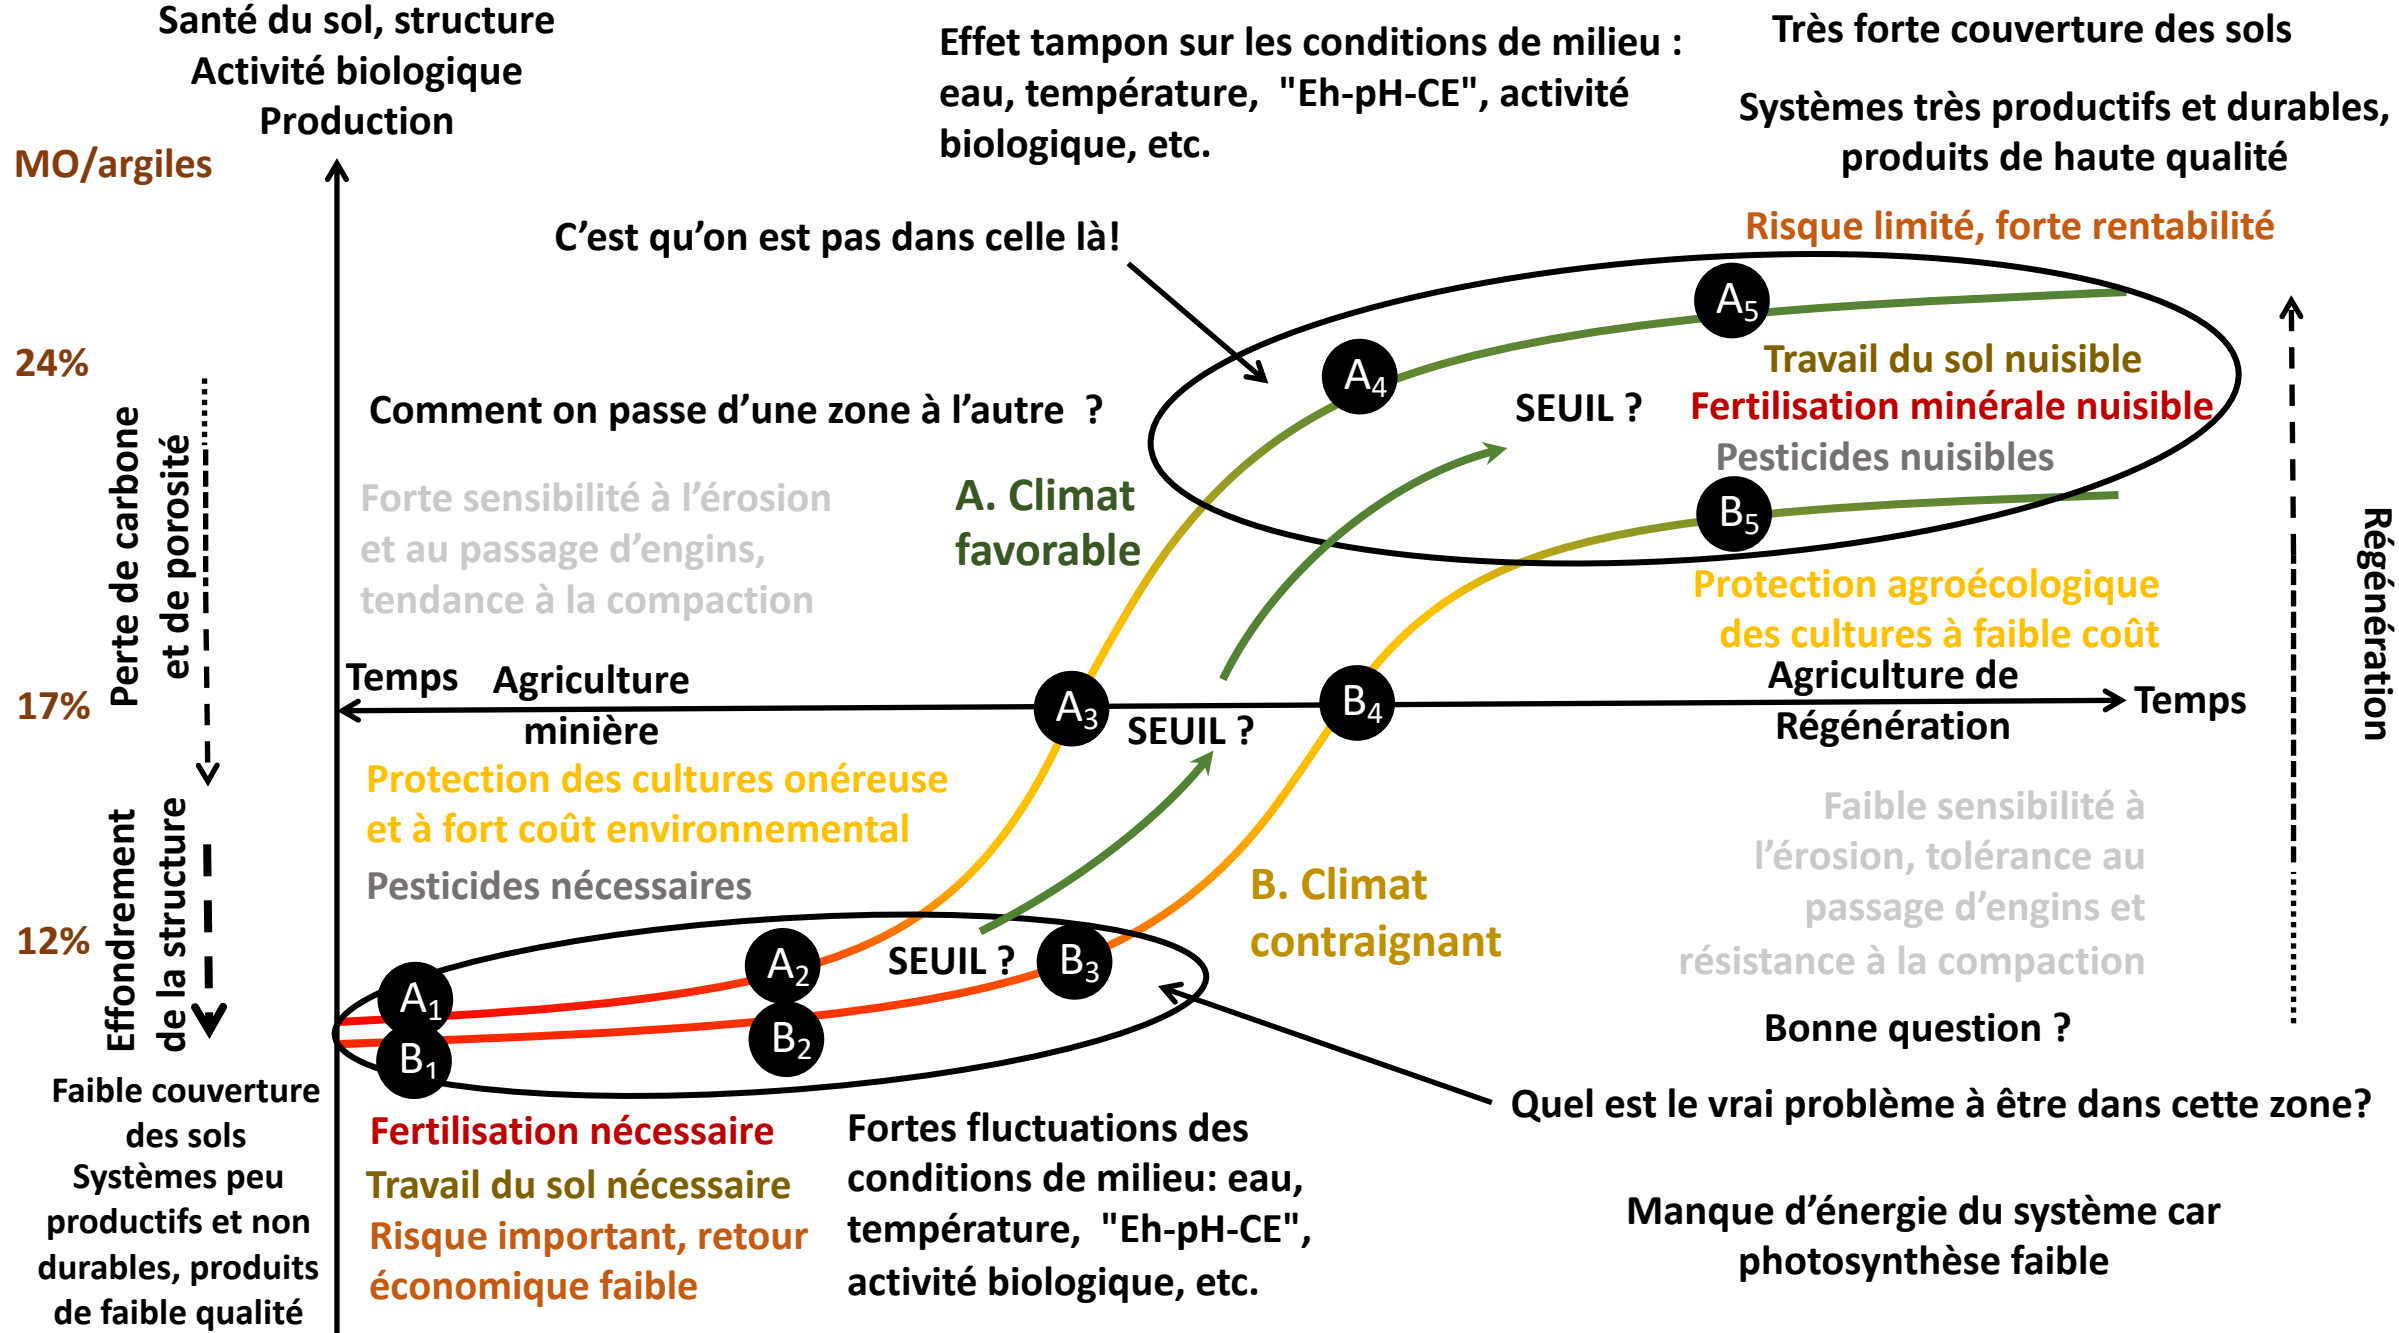 Santé du sol, structure
Activité biologique
Production
MO/argiles
Effet tampon sur les conditions de milieu :
eau, température, "Eh-pH-CE", activité
biologique, etc.
Très forte couverture des sols
Systèmes très productifs et durables,
produits de haute qualité
Risque limité, forte rentabilité
C’est qu’on est pas dans celle là!
A5
A4
24%
Travail du sol nuisible
SEUIL ?
Fertilisation minérale nuisible
Pesticides nuisibles
Comment on passe d’une zone à l’autre ?
Forte sensibilité à l’érosion
et au passage d’engins,
tendance à la compaction
A. Climat
favorable
B5
Protection agroécologique
des cultures à faible coût
Perte de carbone
et de porosité
Régénération
17%
Temps
Agriculture
minière
A3
SEUIL ?
B4
Agriculture de
Régénération
Temps
Protection des cultures onéreuse
et à fort coût environnemental
Pesticides nécessaires
Faible sensibilité à
l’érosion, tolérance au
passage d’engins et
résistance à la compaction
B. Climat
contraignant
12%
Effondrement
de la structure
A1
A2
SEUIL ?
B3
B1
B2
Bonne question ?
Quel est le vrai problème à être dans cette zone?
Manque d’énergie du système car
photosynthèse faible
Faible couverture
des sols
Systèmes peu
productifs et non
durables, produits
de faible qualité
Fertilisation nécessaire
Travail du sol nécessaire
Risque important, retour
économique faible
Fortes fluctuations des
conditions de milieu: eau,
température, "Eh-pH-CE",
activité biologique, etc.